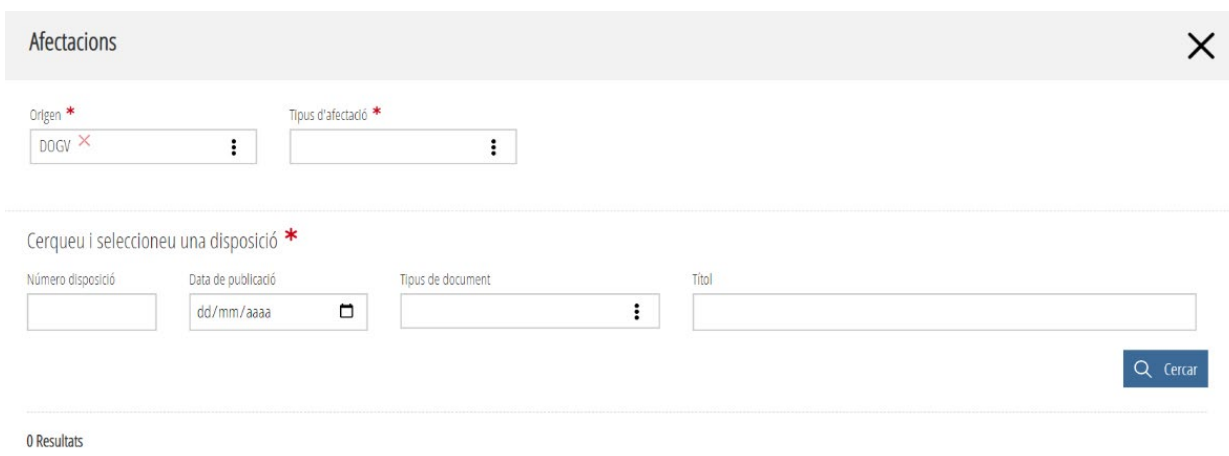 Afectacions
Origen * Tipus d'afectació *
DOGV
Cerqueu i seleccioneu una disposició *
Número disposició Data de publicació Tipus de document Títol
dd/mm/aaaa
Cercar
0 Resultats